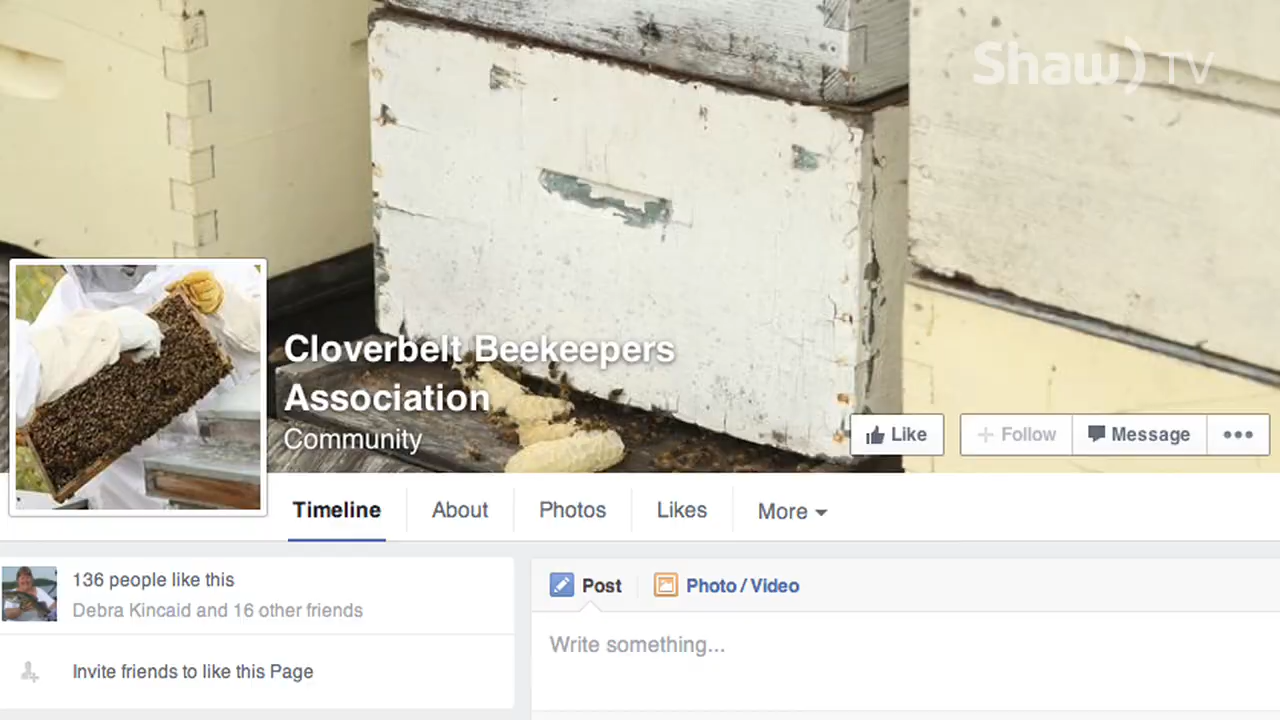 Shaw) TV
Cloverbelt Beekeepers
Association
Community
Like
Follow
Message
Timeline
About
Photos
Likes
More
136 people like this
Debra Kincaid and 16 other friends
Invite friends to like this Page
Post
Photo / Video
Write something...